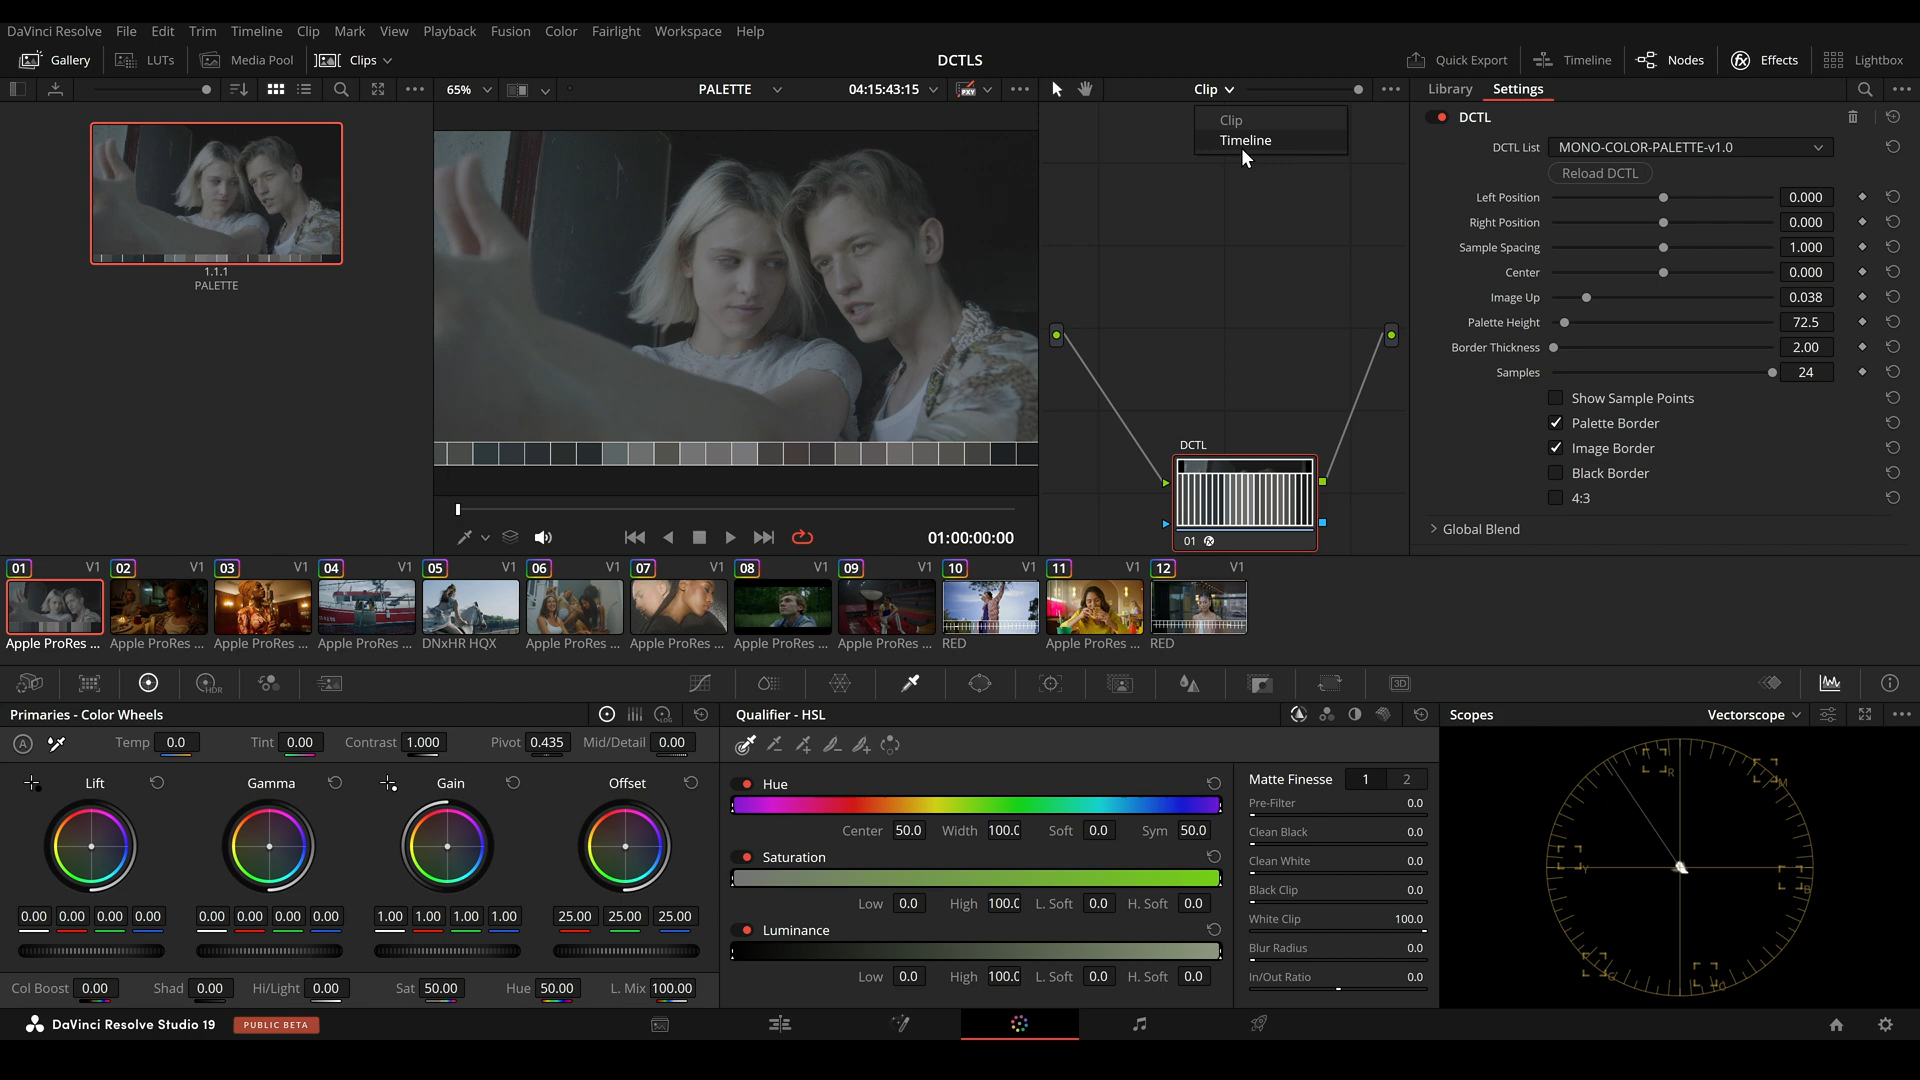 DaVinci Resolve File Edit Trim Timeline Clip Mark View Playback Fusion Color Fairlight Workspace Help
Gallery LUTs Media Pool Clips DCTLS Quick Export Timeline Nodes Effects Lightbox
65% PALETTE 04:15:43:15 Clip Library Settings
Clip
Timeline
DCTL
DCTL List MONO-COLOR-PALETTE-v1.0
Reload DCTL
Left Position 0.000
Right Position 0.000
Sample Spacing 1.000
Center 0.000
Image Up 0.038
Palette Height 72.5
Border Thickness 2.00
Samples 24
Show Sample Points
Palette Border
Image Border
Black Border
4:3
Global Blend
1.1.1
PALETTE
DCTL
01
01:00:00:00
01 V1 02 V1 03 V1 04 V1 05 V1 06 V1 07 V1 08 V1 09 V1 10 V1 11 V1 12 V1
Apple ProRes ... Apple ProRes ... Apple ProRes ... Apple ProRes ... DNxHR HQX Apple ProRes ... Apple ProRes ... Apple ProRes ... Apple ProRes ... RED Apple ProRes ... RED
HDR 3D
Primaries - Color Wheels LOG
Temp 0.0 Tint 0.00 Contrast 1.000 Pivot 0.435 Mid/Detail 0.00
Lift Gamma Gain Offset
0.00 0.00 0.00 0.00 0.00 0.00 0.00 0.00 1.00 1.00 1.00 1.00 25.00 25.00 25.00
Col Boost 0.00 Shad 0.00 Hi/Light 0.00 Sat 50.00 Hue 50.00 L. Mix 100.00
Qualifier - HSL
Hue
Center 50.0 Width 100.0 Soft 0.0 Sym 50.0
Saturation
Low 0.0 High 100.0 L. Soft 0.0 H. Soft 0.0
Luminance
Low 0.0 High 100.0 L. Soft 0.0 H. Soft 0.0
Matte Finesse 1 2
Pre-Filter 0.0
Clean Black 0.0
Clean White 0.0
Black Clip 0.0
White Clip 100.0
Blur Radius 0.0
In/Out Ratio 0.0
Scopes Vectorscope
R
M
Y
B
G
DaVinci Resolve Studio 19 PUBLIC BETA